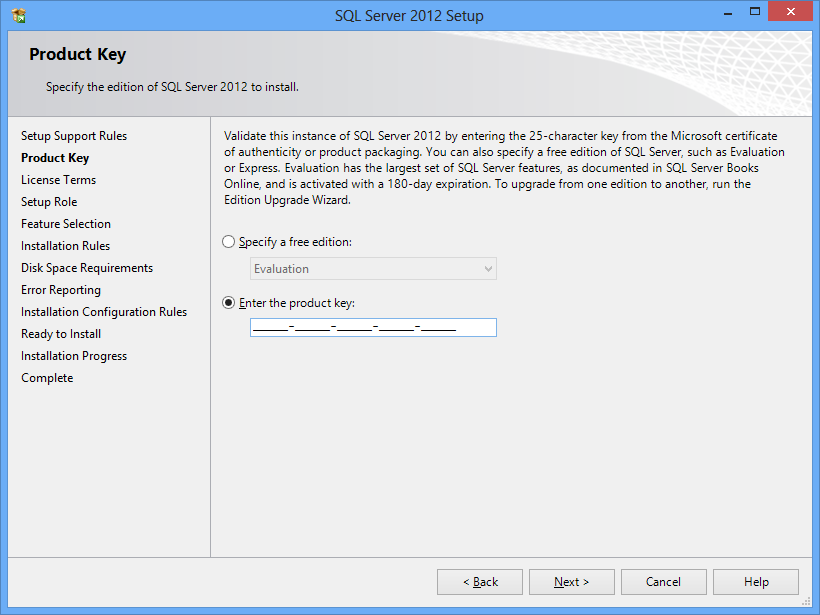 SQL Server 2012 Setup
Product Key
Specify the edition of SQL Server 2012 to install.
Setup Support Rules
Product Key
License Terms
Setup Role
Feature Selection
Installation Rules
Disk Space Requirements
Error Reporting
Installation Configuration Rules
Ready to Install
Installation Progress
Complete
Validate this instance of SQL Server 2012 by entering the 25-character key from the Microsoft certificate
of authenticity or product packaging. You can also specify a free edition of SQL Server, such as Evaluation
or Express. Evaluation has the largest set of SQL Server features, as documented in SQL Server Books
Online, and is activated with a 180-day expiration. To upgrade from one edition to another, run the
Edition Upgrade Wizard.
Specify a free edition:
Evaluation
Enter the product key:
_____-_____-_____-_____-_____
< Back
Next >
Cancel
Help